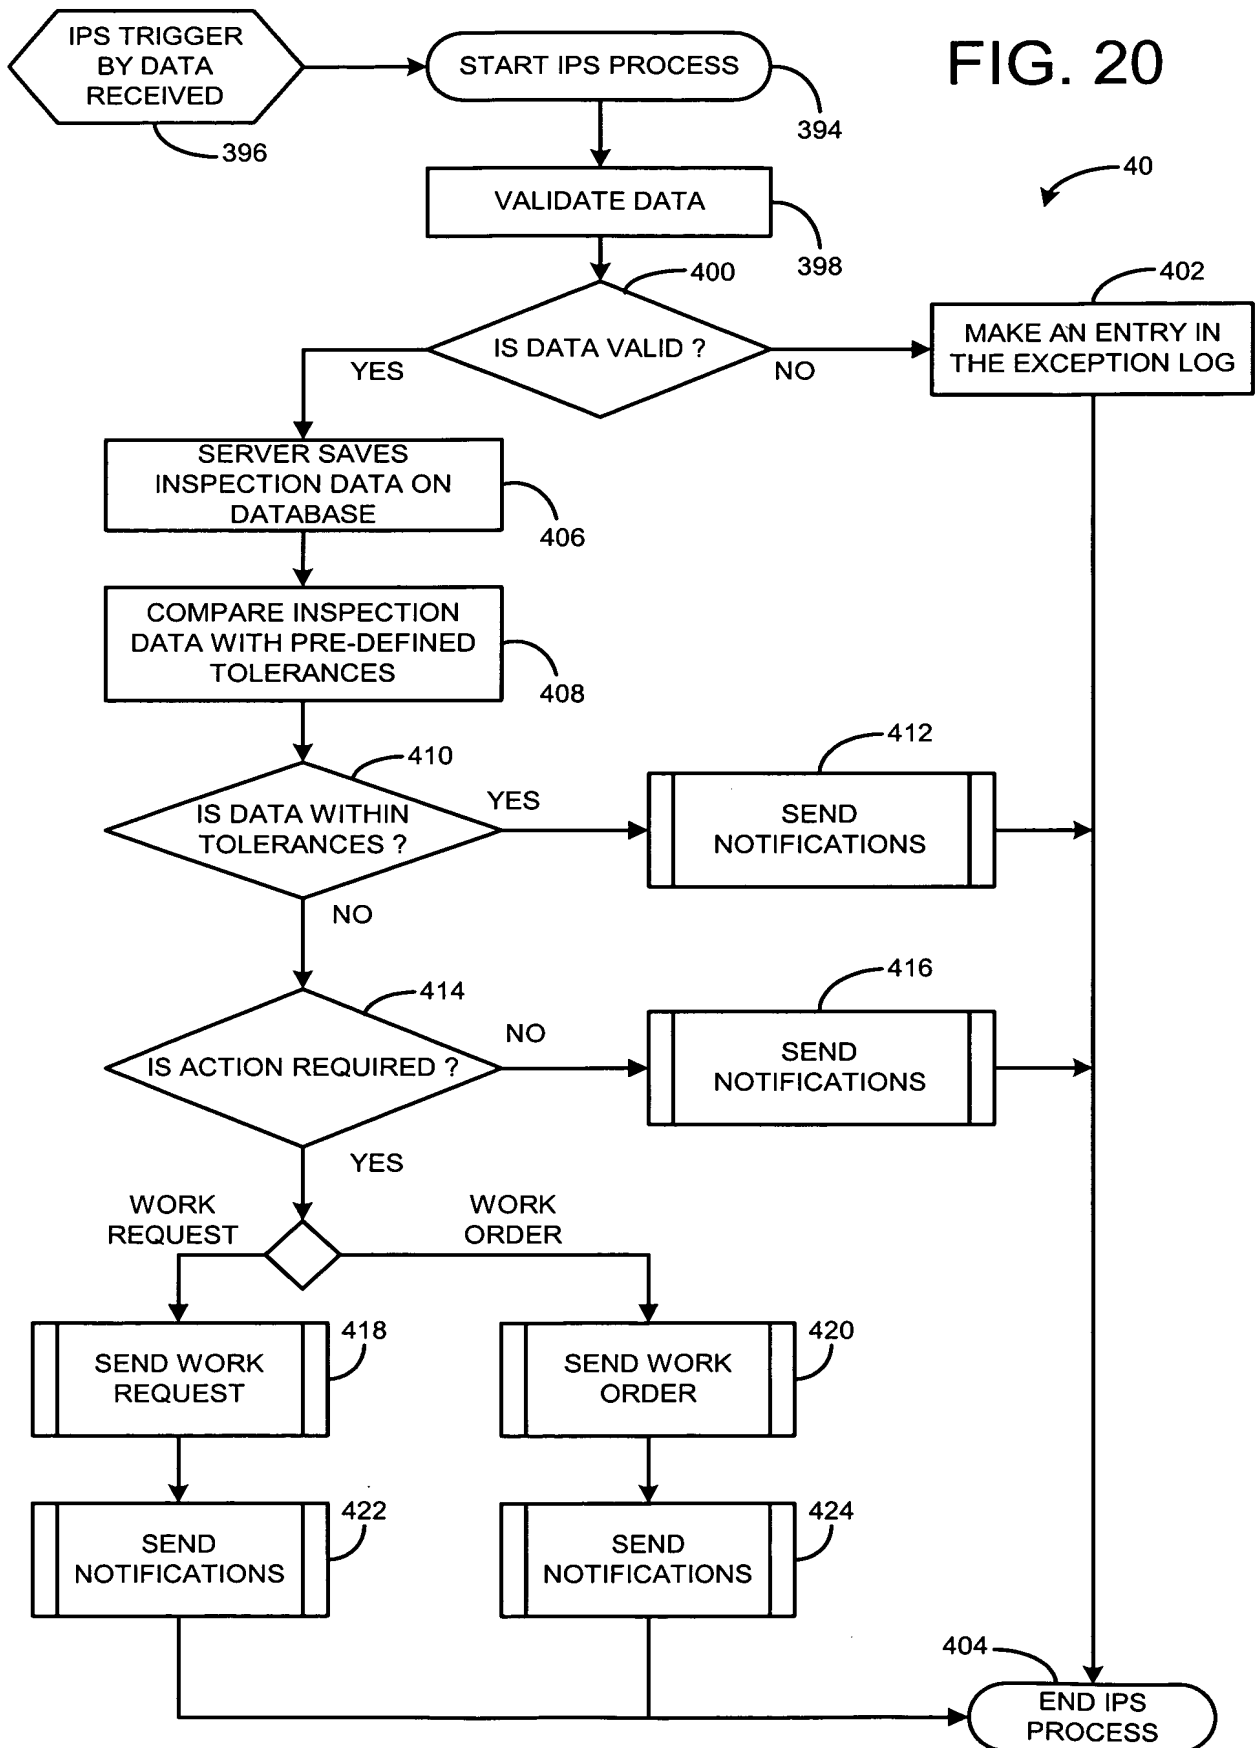 IPS TRIGGER
BY DATA
RECEIVED
396
START IPS PROCESS
394
FIG. 20
40
VALIDATE DATA
398
400
IS DATA VALID ?
YES
NO
402
MAKE AN ENTRY IN
THE EXCEPTION LOG
SERVER SAVES
INSPECTION DATA ON
DATABASE
406
COMPARE INSPECTION
DATA WITH PRE-DEFINED
TOLERANCES
408
410
IS DATA WITHIN
TOLERANCES ?
YES
NO
412
SEND
NOTIFICATIONS
414
IS ACTION REQUIRED ?
NO
YES
416
SEND
NOTIFICATIONS
WORK
REQUEST
WORK
ORDER
418
SEND WORK
REQUEST
420
SEND WORK
ORDER
422
SEND
NOTIFICATIONS
424
SEND
NOTIFICATIONS
404
END IPS
PROCESS